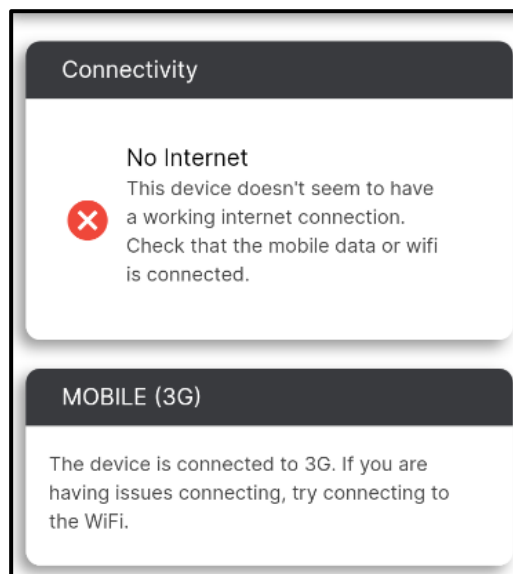 Connectivity
No Internet
This device doesn't seem to have
a working internet connection.
Check that the mobile data or wifi
is connected.
MOBILE (3G)
The device is connected to 3G. If you are
having issues connecting, try connecting to
the WiFi.